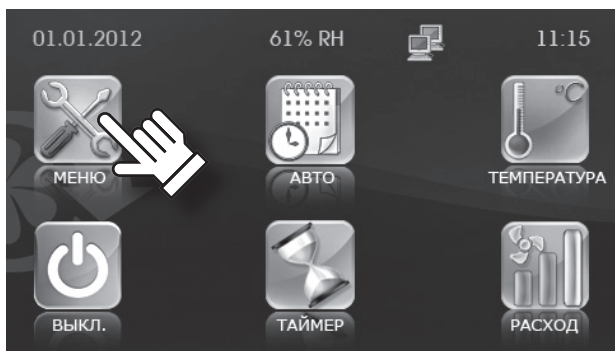 01.01.2012 61% RH 11:15
МЕНЮ АВТО °C ТЕМПЕРАТУРА
ВЫКЛ. ТАЙМЕР РАСХОД